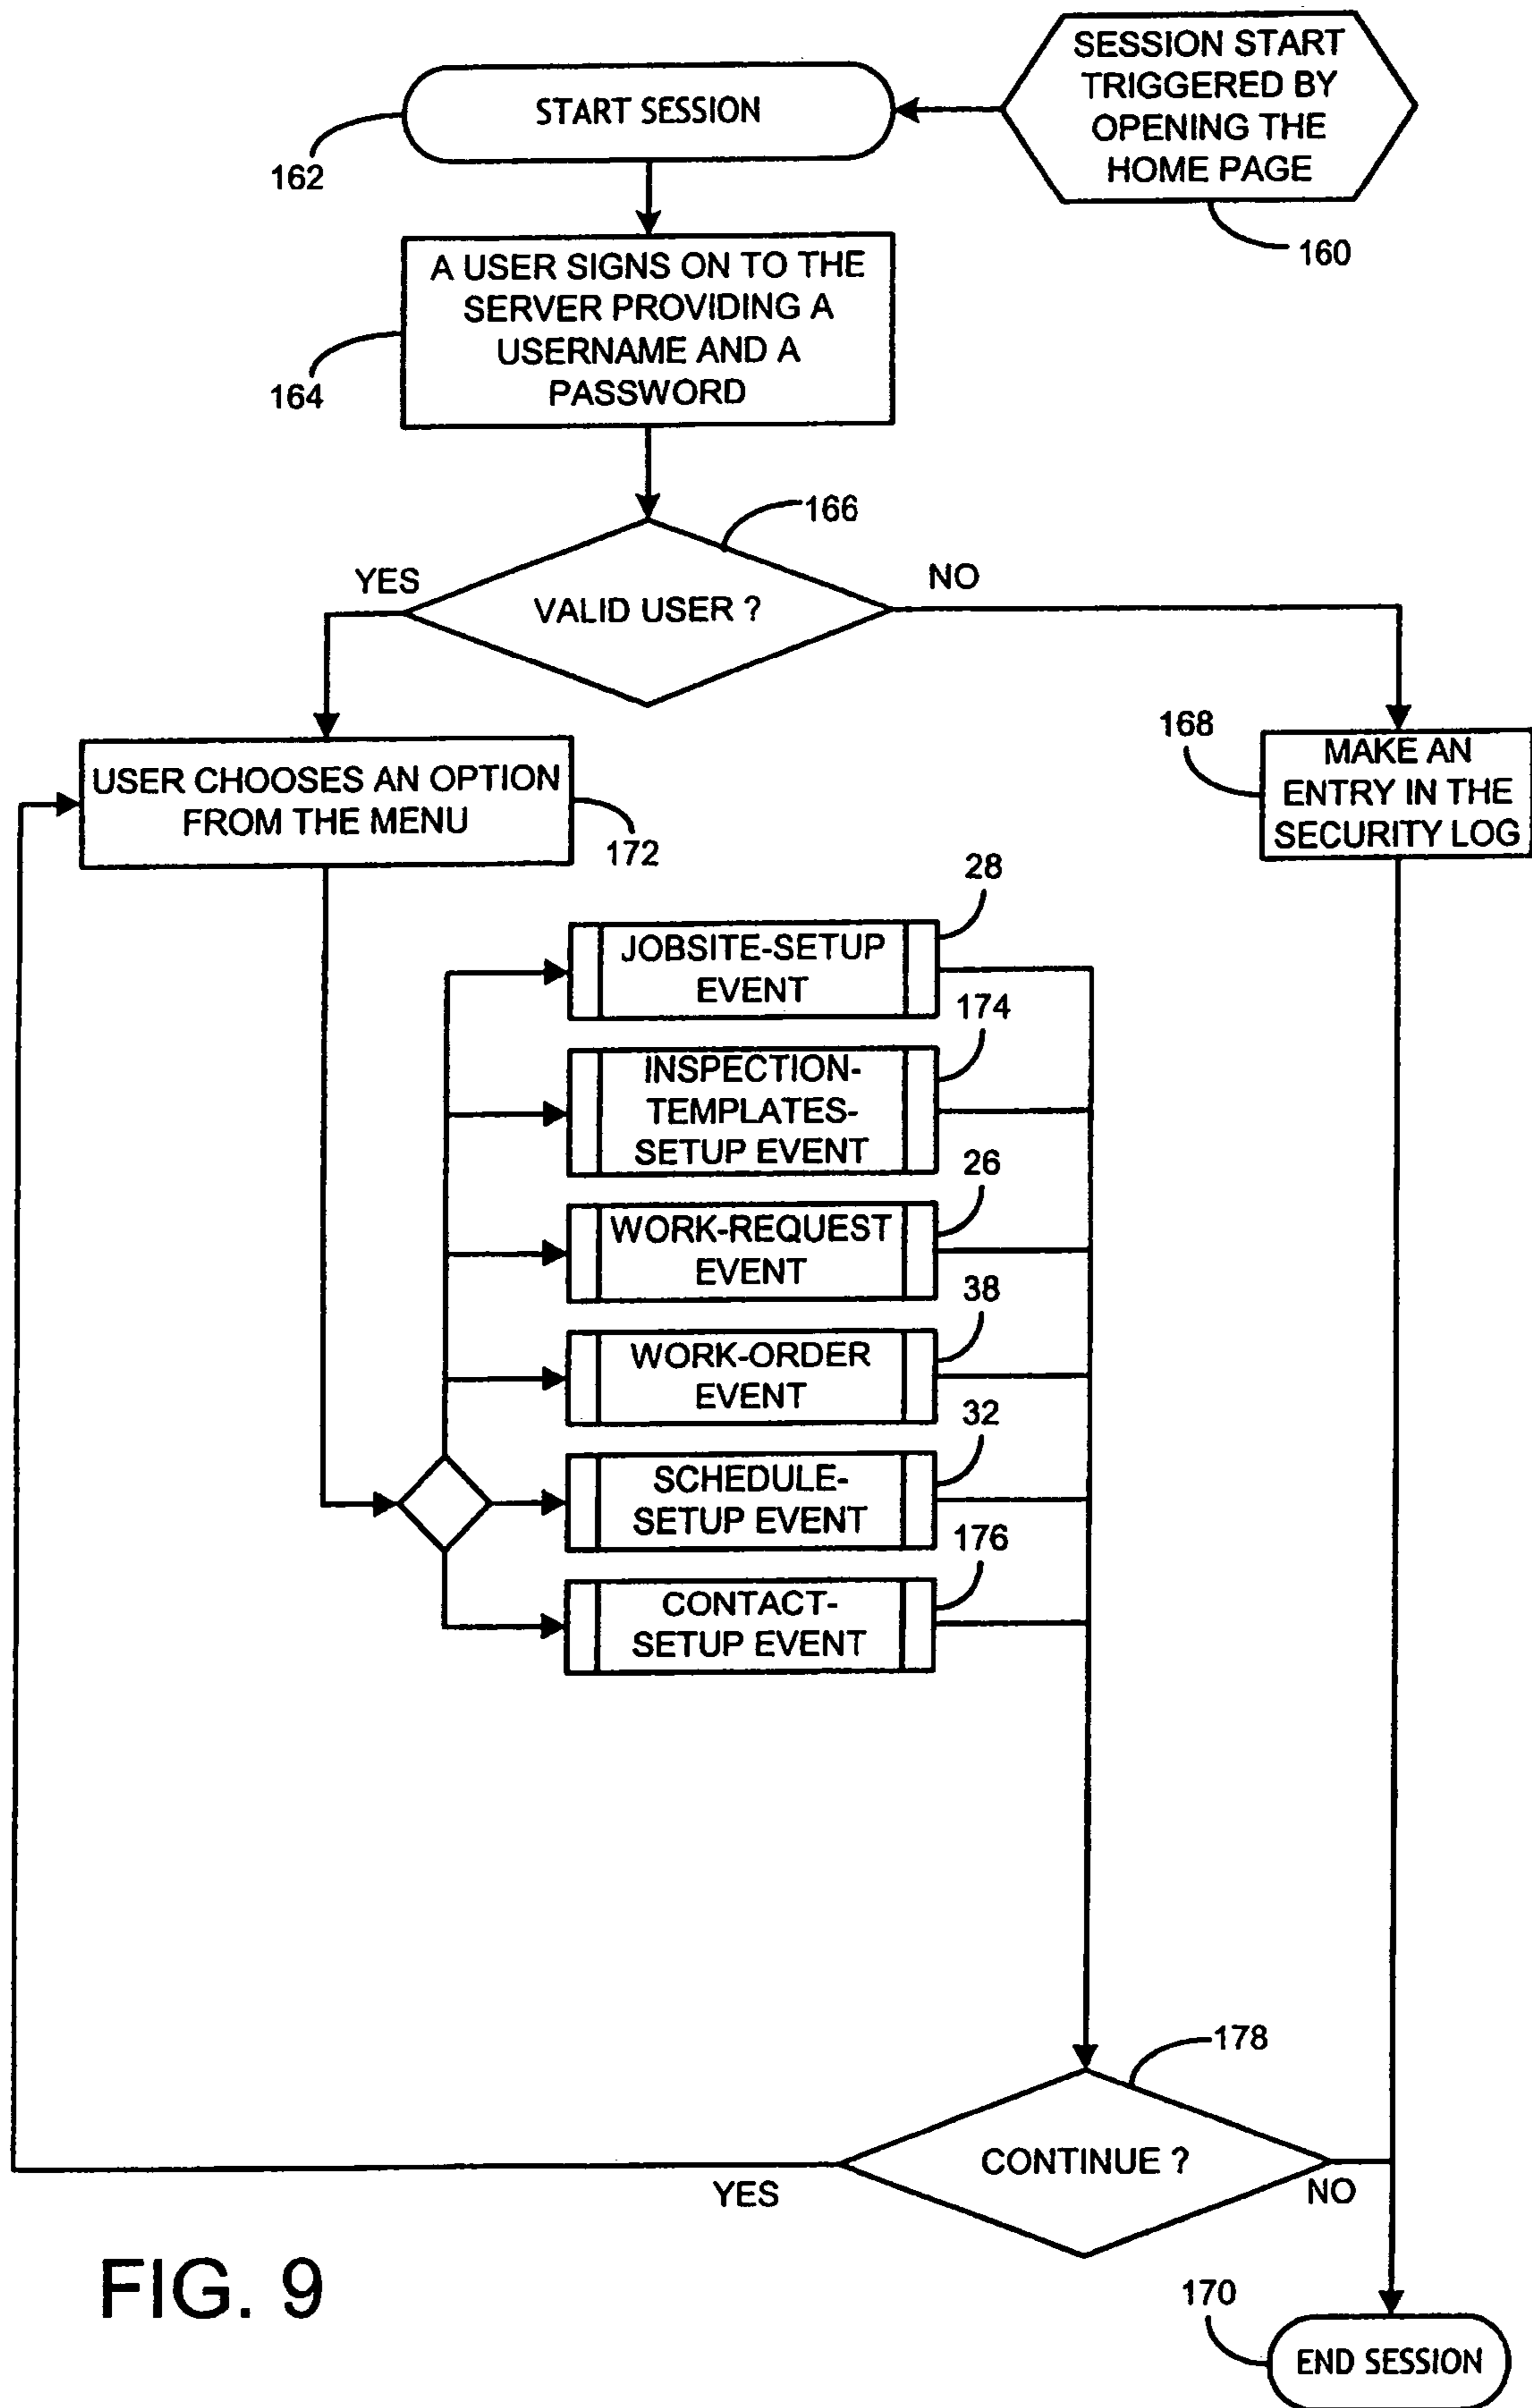 SESSION START
TRIGGERED BY
OPENING THE
HOME PAGE
160
START SESSION
162
A USER SIGNS ON TO THE
SERVER PROVIDING A
USERNAME AND A
PASSWORD
164
166
YES
NO
VALID USER ?
168
MAKE AN
ENTRY IN THE
SECURITY LOG
USER CHOOSES AN OPTION
FROM THE MENU
172
28
JOBSITE-SETUP
EVENT
174
INSPECTION-
TEMPLATES-
SETUP EVENT
26
WORK-REQUEST
EVENT
38
WORK-ORDER
EVENT
32
SCHEDULE-
SETUP EVENT
176
CONTACT-
SETUP EVENT
178
CONTINUE ?
YES
NO
FIG. 9
170
END SESSION